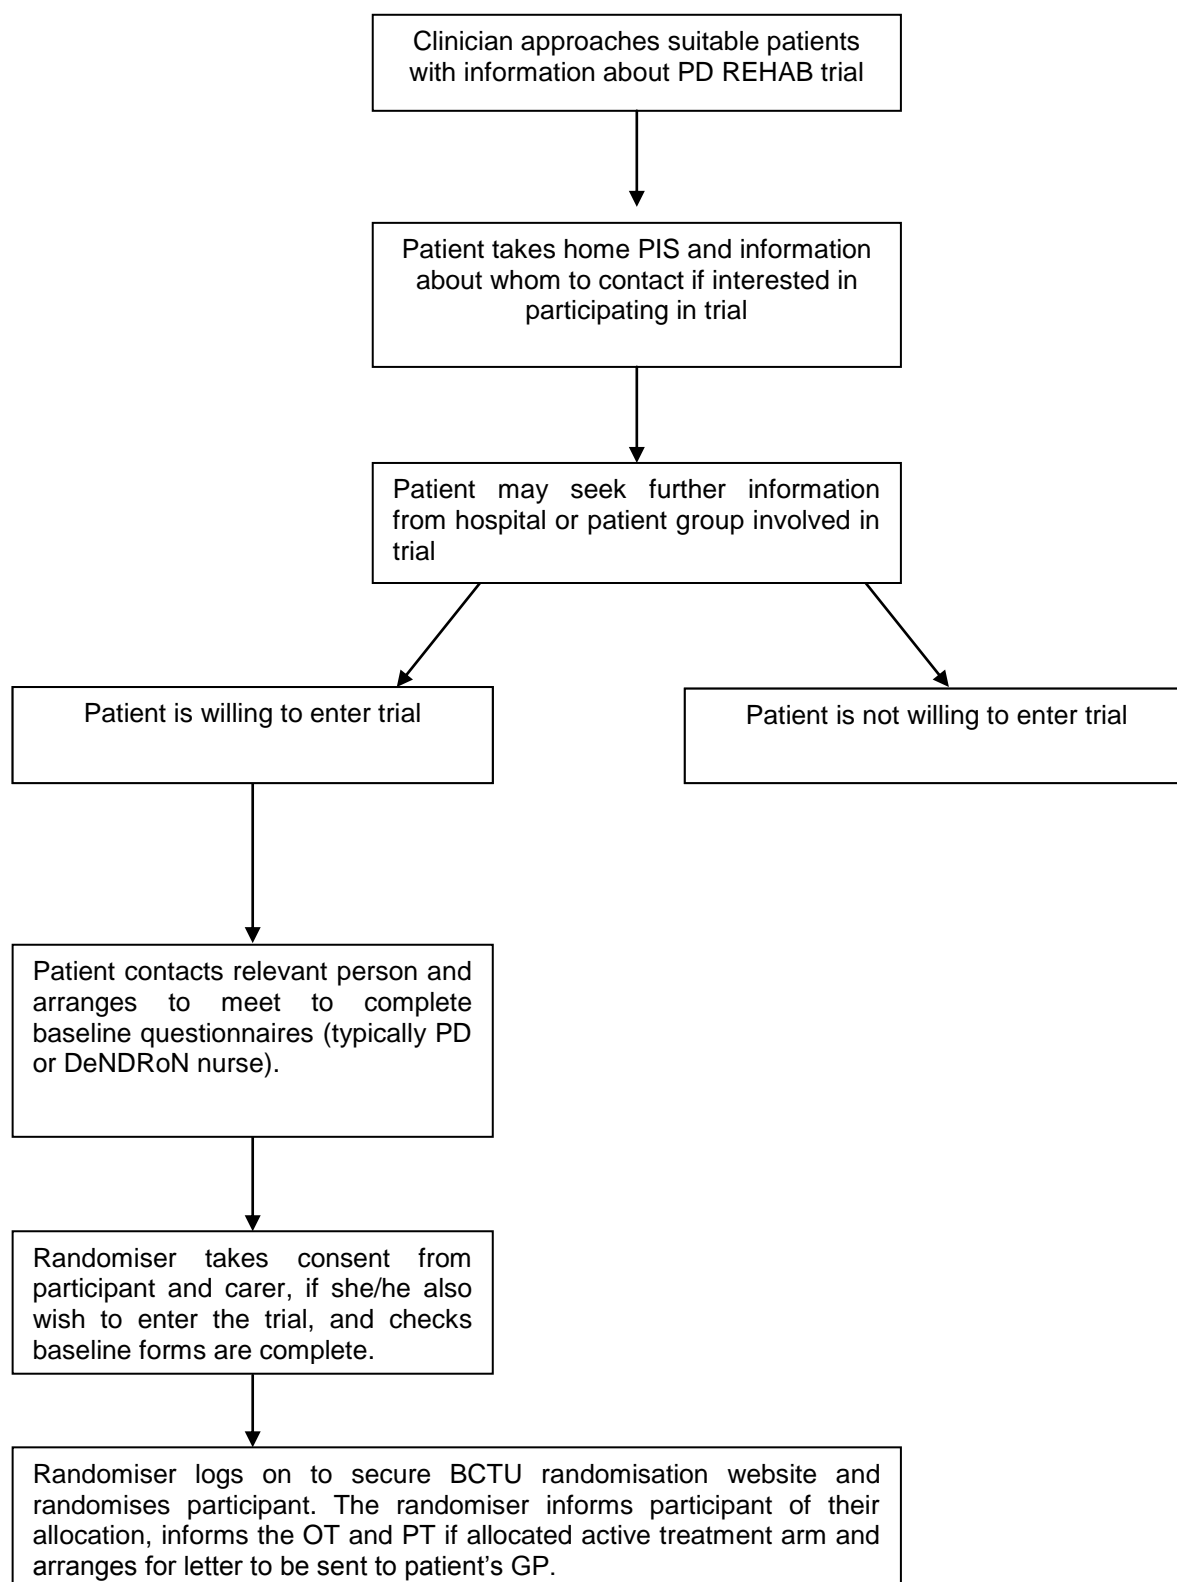 Clinician approaches suitable patients
with information about PD REHAB trial
Patient takes home PIS and information
about whom to contact if interested in
participating in trial
Patient may seek further information
from hospital or patient group involved in
trial
Patient is willing to enter trial
Patient is not willing to enter trial
Patient contacts relevant person and
arranges to meet to complete
baseline questionnaires (typically PD
or DeNDRoN nurse).
Randomiser takes consent from
participant and carer, if she/he also
wish to enter the trial, and checks
baseline forms are complete.
Randomiser logs on to secure BCTU randomisation website and
randomises participant. The randomiser informs participant of their
allocation, informs the OT and PT if allocated active treatment arm and
arranges for letter to be sent to patient’s GP.